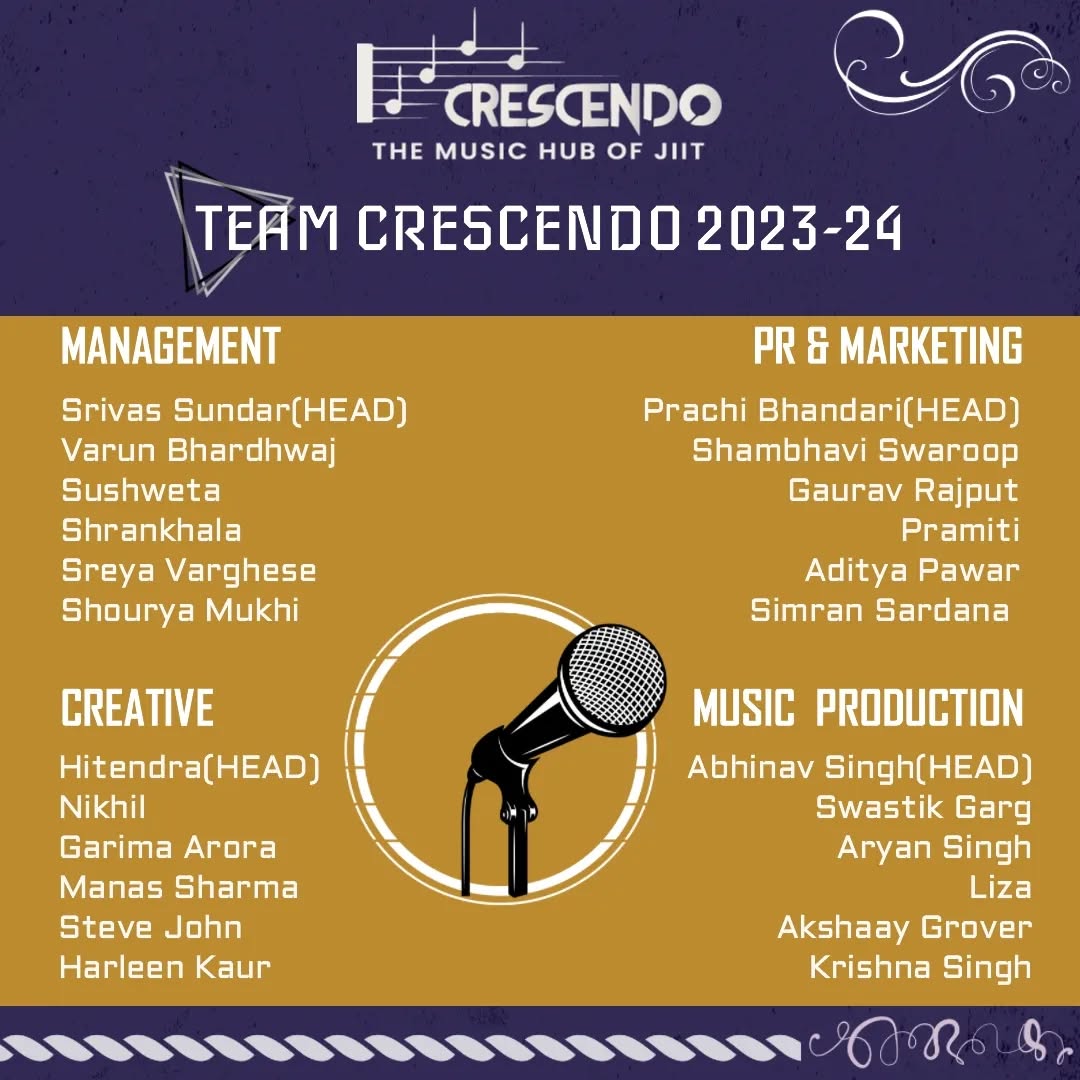 CRESCENDO
THE MUSIC HUB OF JIIT
TEAM CRESCENDO 2023-24
MANAGEMENT
Srivas Sundar(HEAD)
Varun Bhardhwaj
Sushweta
Shrankhala
Sreya Varghese
Shourya Mukhi
PR & MARKETING
Prachi Bhandari(HEAD)
Shambhavi Swaroop
Gaurav Rajput
Pramiti
Aditya Pawar
Simran Sardana
CREATIVE
Hitendra(HEAD)
Nikhil
Garima Arora
Manas Sharma
Steve John
Harleen Kaur
MUSIC PRODUCTION
Abhinav Singh(HEAD)
Swastik Garg
Aryan Singh
Liza
Akshaay Grover
Krishna Singh